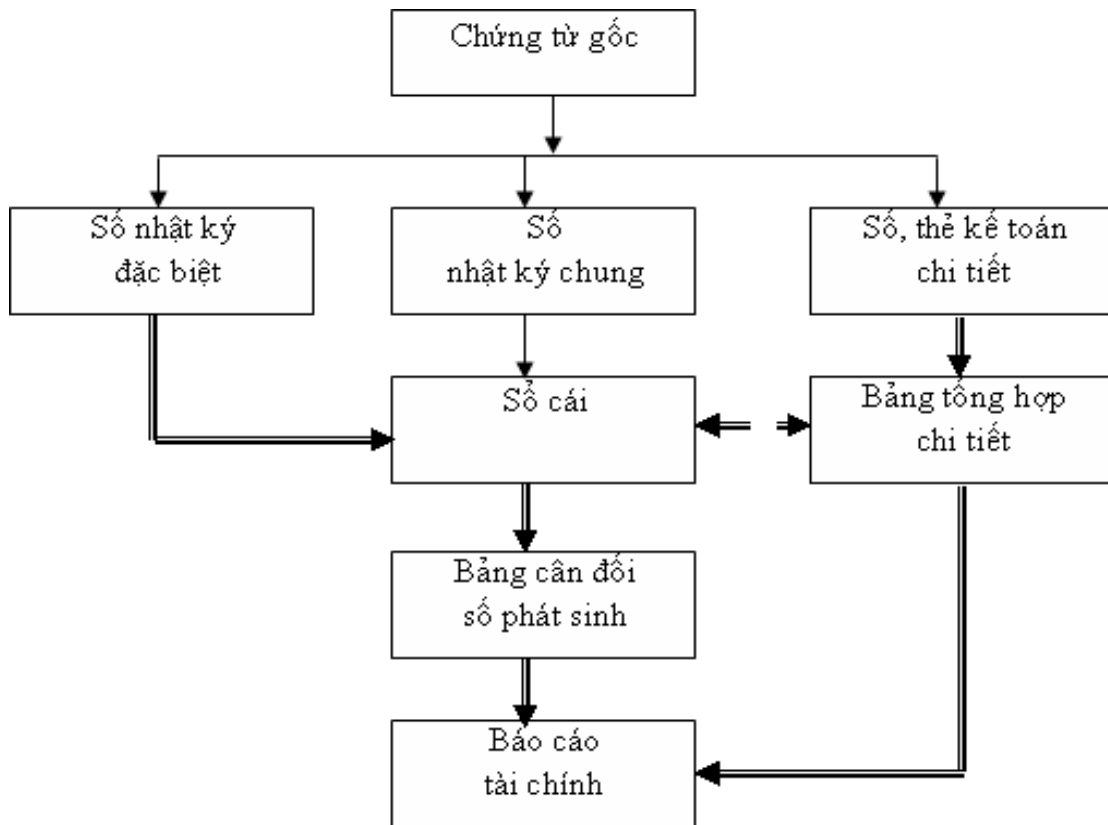 Chứng từ gốc
Sổ nhật ký
đặc biệt
Sổ
nhật ký chung
Sổ, thẻ kế toán
chi tiết
Sổ cái
Bảng tổng hợp
chi tiết
Bảng cân đối
số phát sinh
Báo cáo
tài chính